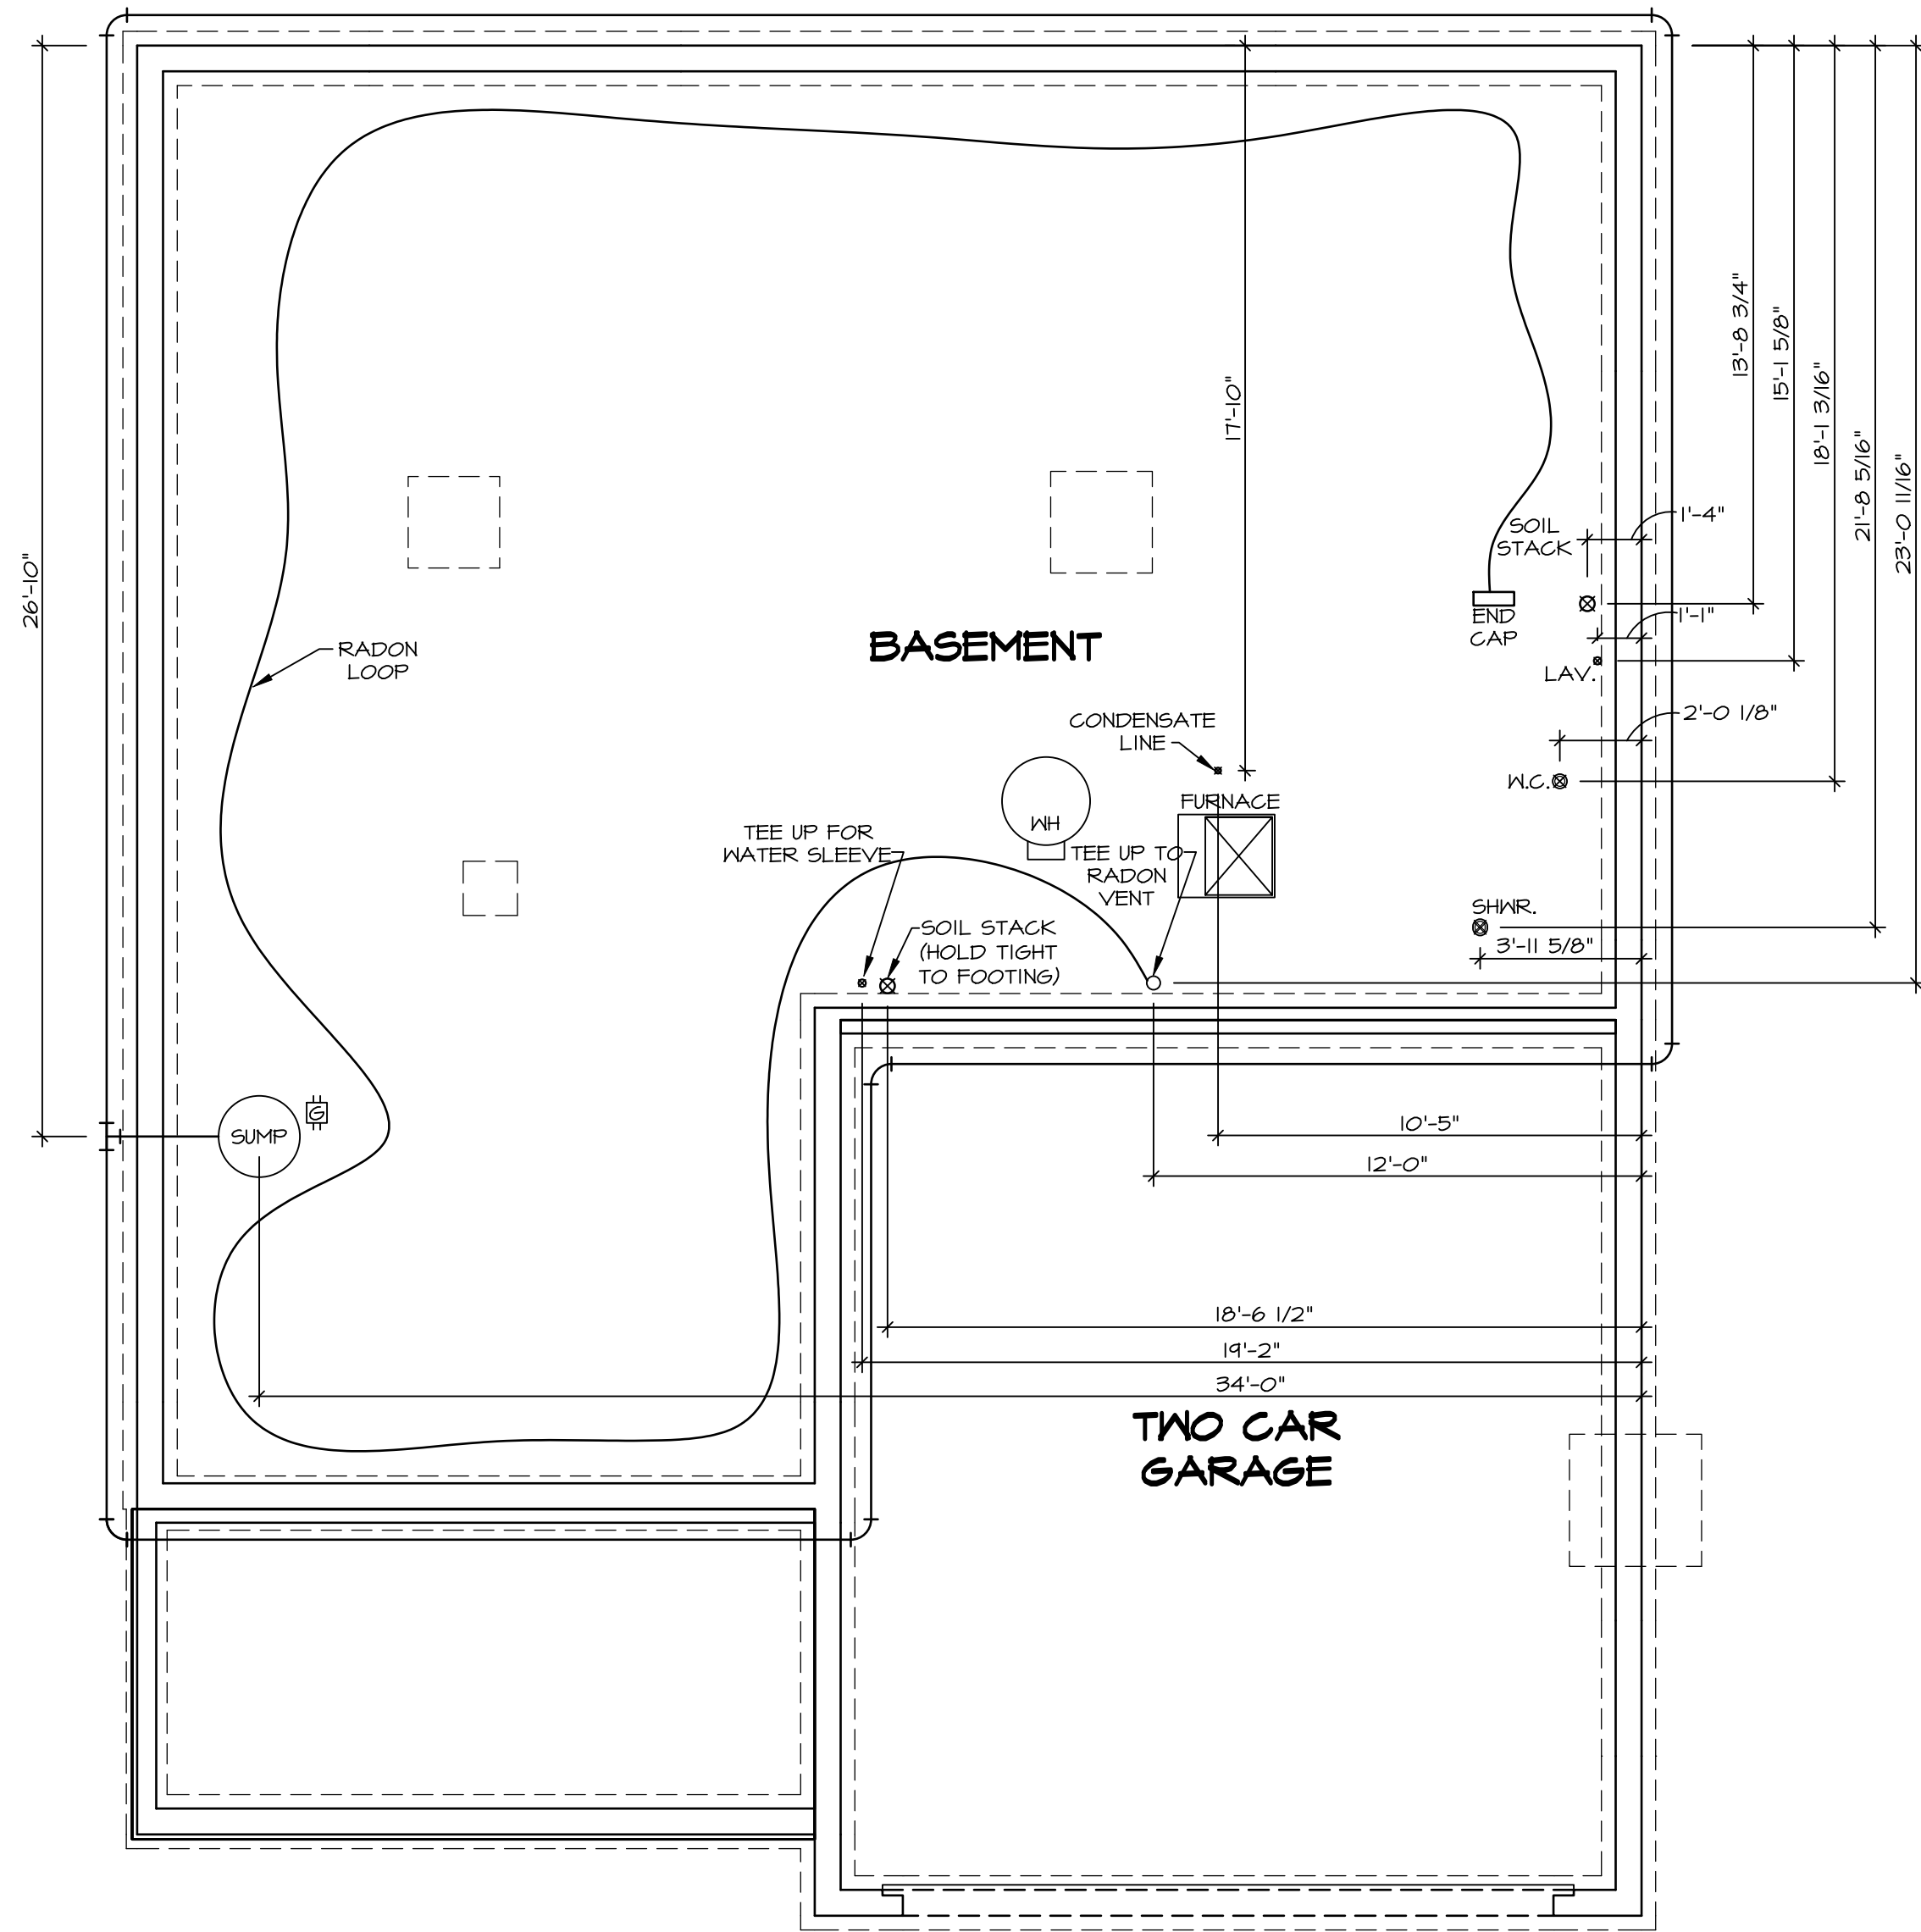 13'-8 3/4"
15'-1 5/8"
18'-1 3/16"
21'-8 5/16"
23'-0 11/16"
17'-10"
26'-10"
SOIL
STACK
1'-4"
END
CAP
1'-1"
BASEMENT
RADON
LOOP
LAV.
2'-0 1/8"
CONDENSATE
LINE
W.C.
FURNACE
WH
TEE UP FOR
WATER SLEEVE
TEE UP TO
RADON
VENT
SHWR.
3'-11 5/8"
SOIL STACK
(HOLD TIGHT
TO FOOTING)
G
SUMP
10'-5"
12'-0"
18'-6 1/2"
19'-2"
34'-0"
TWO CAR
GARAGE